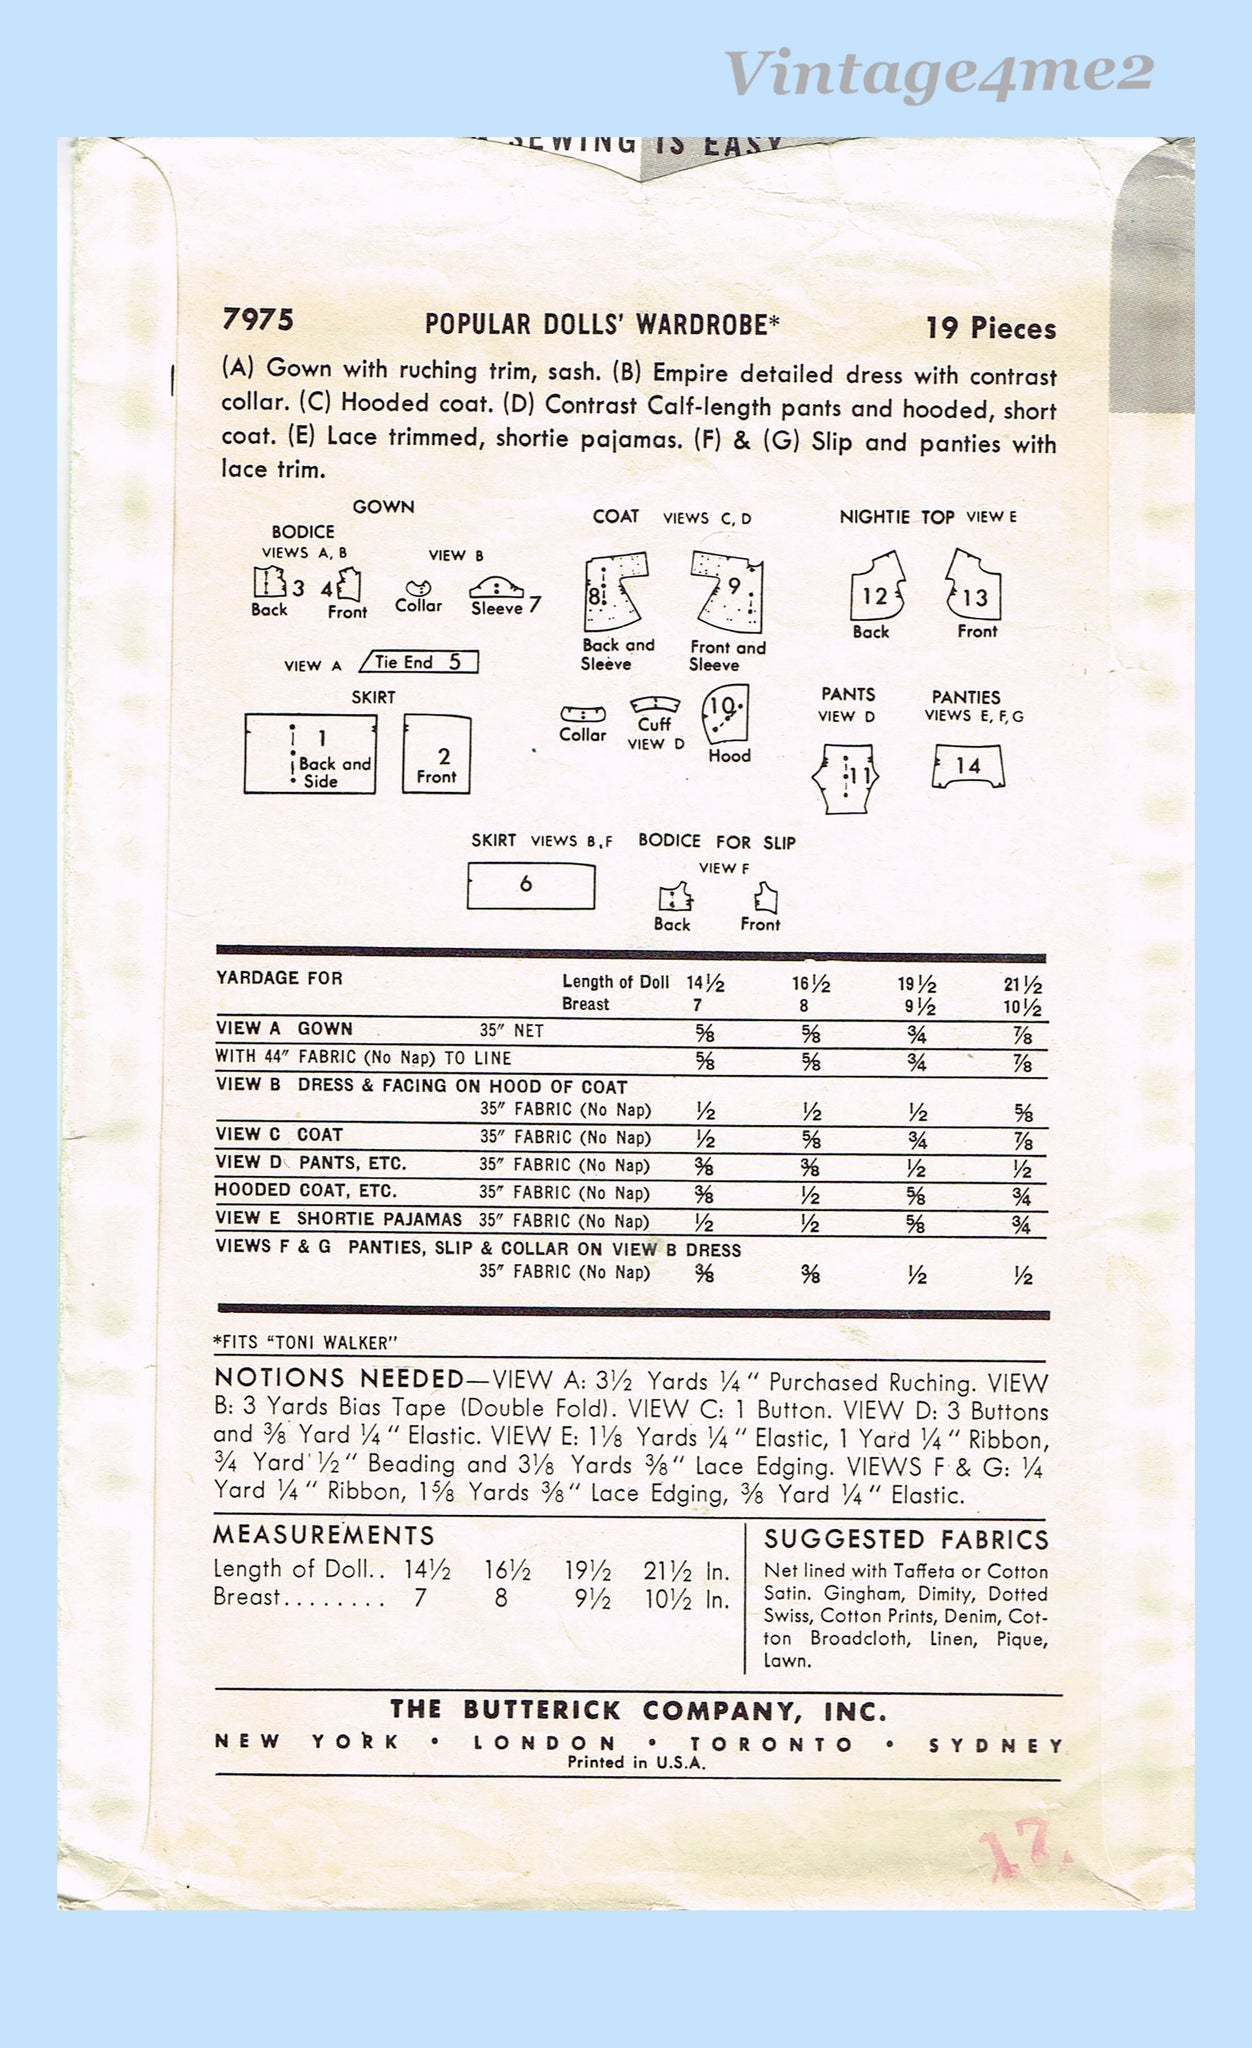 Vintage4me2
SEWING IS EASY
7975 POPULAR DOLLS' WARDROBE* 19 Pieces
(A) Gown with ruching trim, sash. (B) Empire detailed dress with contrast
collar. (C) Hooded coat. (D) Contrast Calf-length pants and hooded, short
coat. (E) Lace trimmed, shortie pajamas. (F) & (G) Slip and panties with
lace trim.
GOWN
BODICE
VIEWS A, B
3
Back
4
Front
VIEW B
Collar
Sleeve 7
VIEW A
Tie End 5
SKIRT
1
Back and
Side
2
Front
COAT VIEWS C, D
8
Back and
Sleeve
9
Front and
Sleeve
Collar
Cuff
VIEW D
10
Hood
NIGHTIE TOP VIEW E
12
Back
13
Front
PANTS
VIEW D
11
PANTIES
VIEWS E, F, G
14
SKIRT VIEWS B, F
6
BODICE FOR SLIP
VIEW F
Back
Front
YARDAGE FOR Length of Doll 14½ 16½ 19½ 21½
Breast 7 8 9½ 10½
VIEW A GOWN 35" NET ⅝ ⅝ ¾ ⅞
WITH 44" FABRIC (No Nap) TO LINE ⅝ ⅝ ¾ ⅞
VIEW B DRESS & FACING ON HOOD OF COAT
35" FABRIC (No Nap) ½ ½ ½ ⅝
VIEW C COAT 35" FABRIC (No Nap) ½ ⅝ ¾ ⅞
VIEW D PANTS, ETC. 35" FABRIC (No Nap) ⅜ ⅜ ½ ½
HOODED COAT, ETC. 35" FABRIC (No Nap) ⅜ ½ ⅝ ¾
VIEW E SHORTIE PAJAMAS 35" FABRIC (No Nap) ½ ½ ⅝ ¾
VIEWS F & G PANTIES, SLIP & COLLAR ON VIEW B DRESS
35" FABRIC (No Nap) ⅜ ⅜ ½ ½
*FITS "TONI WALKER"
NOTIONS NEEDED—VIEW A: 3½ Yards ¼" Purchased Ruching. VIEW
B: 3 Yards Bias Tape (Double Fold). VIEW C: 1 Button. VIEW D: 3 Buttons
and ⅜ Yard ¼" Elastic. VIEW E: 1⅛ Yards ¼" Elastic, 1 Yard ¼" Ribbon,
¾ Yard ½" Beading and 3⅛ Yards ⅜" Lace Edging. VIEWS F & G: ¼
Yard ¼" Ribbon, 1⅝ Yards ⅜" Lace Edging, ⅜ Yard ¼" Elastic.
MEASUREMENTS
Length of Doll.. 14½ 16½ 19½ 21½ In.
Breast........ 7 8 9½ 10½ In.
SUGGESTED FABRICS
Net lined with Taffeta or Cotton
Satin. Gingham, Dimity, Dotted
Swiss, Cotton Prints, Denim, Cot-
ton Broadcloth, Linen, Pique,
Lawn.
THE BUTTERICK COMPANY, INC.
NEW YORK • LONDON • TORONTO • SYDNEY
Printed in U.S.A.
17